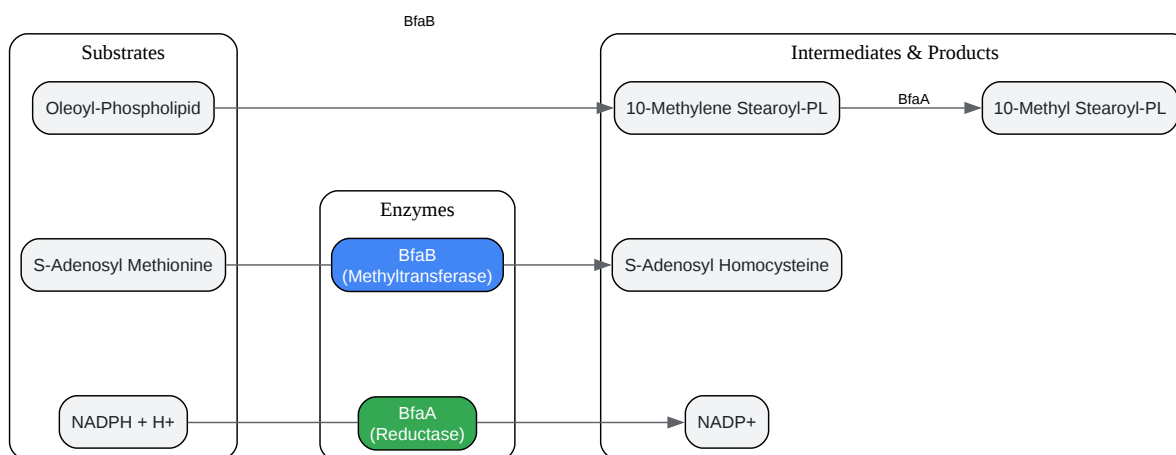 BfaB
Substrates
Intermediates & Products
Oleoyl-Phospholipid
10-Methylene Stearoyl-PL
BfaA
10-Methyl Stearoyl-PL
Enzymes
S-Adenosyl Methionine
BfaB
(Methyltransferase)
S-Adenosyl Homocysteine
NADPH + H+
BfaA
(Reductase)
NADP+